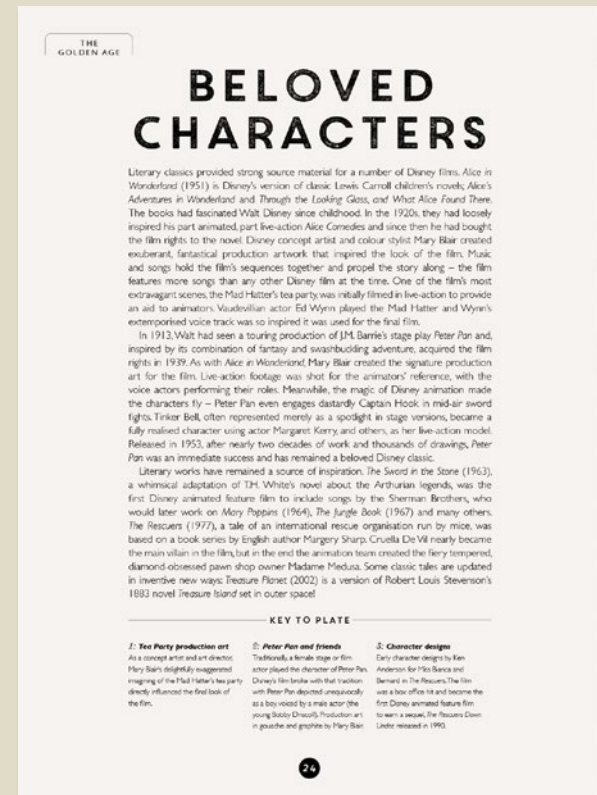 THE
GOLDEN AGE
BELOVED
CHARACTERS
Literary classics provided strong source material for a number of Disney films. Alice in
Wonderland (1951) is Disney's version of classic Lewis Carroll children's novels; Alice's
Adventures in Wonderland and Through the Looking Glass, and What Alice Found There.
The books had fascinated Walt Disney since childhood. In the 1920s, they had loosely
inspired his part animated, part live-action Alice Comedies and since then he had bought
the film rights to the novel. Disney concept artist and colour stylist Mary Blair created
exuberant, fantastical production artwork that inspired the look of the film. Music
and songs hold the film's sequences together and propel the story along – the film
features more songs than any other Disney film at the time. One of the film's most
extravagant scenes, the Mad Hatter's tea party, was initially filmed in live-action to provide
an aid to animators. Vaudevillian actor Ed Wynn played the Mad Hatter and Wynn's
extemporised voice track was so inspired it was used for the final film.
In 1913, Walt had seen a touring production of J.M. Barrie's stage play Peter Pan and,
inspired by its combination of fantasy and swashbuckling adventure, acquired the film
rights in 1939. As with Alice in Wonderland, Mary Blair created the signature production
art for the film. Live-action footage was shot for the animators' reference, with the
voice actors performing their roles. Meanwhile, the magic of Disney animation made
the characters fly – Peter Pan even engages dastardly Captain Hook in mid-air sword
fights. Tinker Bell, often represented merely as a spotlight in stage versions, became a
fully realised character using actor Margaret Kerry, and others, as her live-action model.
Released in 1953, after nearly two decades of work and thousands of drawings, Peter
Pan was an immediate success and has remained a beloved Disney classic.
Literary works have remained a source of inspiration. The Sword in the Stone (1963),
a whimsical adaptation of T.H. White's novel about the Arthurian legends, was the
first Disney animated feature film to include songs by the Sherman Brothers, who
would later work on Mary Poppins (1964), The Jungle Book (1967) and many others.
The Rescuers (1977), a tale of an international rescue organisation run by mice, was
based on a book series by English author Margery Sharp. Cruella De Vil nearly became
the main villain in the film, but in the end the animation team created the fiery tempered,
diamond-obsessed pawn shop owner Madame Medusa. Some classic tales are updated
in inventive new ways: Treasure Planet (2002) is a version of Robert Louis Stevenson's
1883 novel Treasure Island set in outer space!
KEY TO PLATE
1: Tea Party production art
As a concept artist and art director,
Mary Blair's delightfully exaggerated
imagining of the Mad Hatter's tea party
directly influenced the final look of
the film.
2: Peter Pan and friends
Traditionally, a female stage or film
actor played the character of Peter Pan.
Disney's film broke with that tradition
with Peter Pan depicted unequivocally
as a boy, voiced by a male actor (the
young Bobby Driscoll). Production art
in gouache and graphite by Mary Blair.
3: Character designs
Early character designs by Ken
Anderson for Miss Bianca and
Bernard in The Rescuers. The film
was a box office hit and became the
first Disney animated feature film
to earn a sequel, The Rescuers Down
Under released in 1990.
24